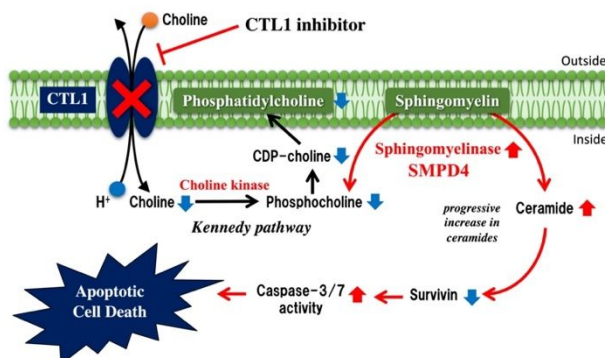 Choline
CTL1 inhibitor
Outside
CTL1
Phosphatidylcholine
Sphingomyelin
Inside
CDP-choline
Sphingomyelinase
SMPD4
H+
Choline
Choline kinase
Phosphocholine
Kennedy pathway
progressive
increase in
ceramides
Ceramide
Apoptotic
Cell Death
Caspase-3/7
activity
Survivin